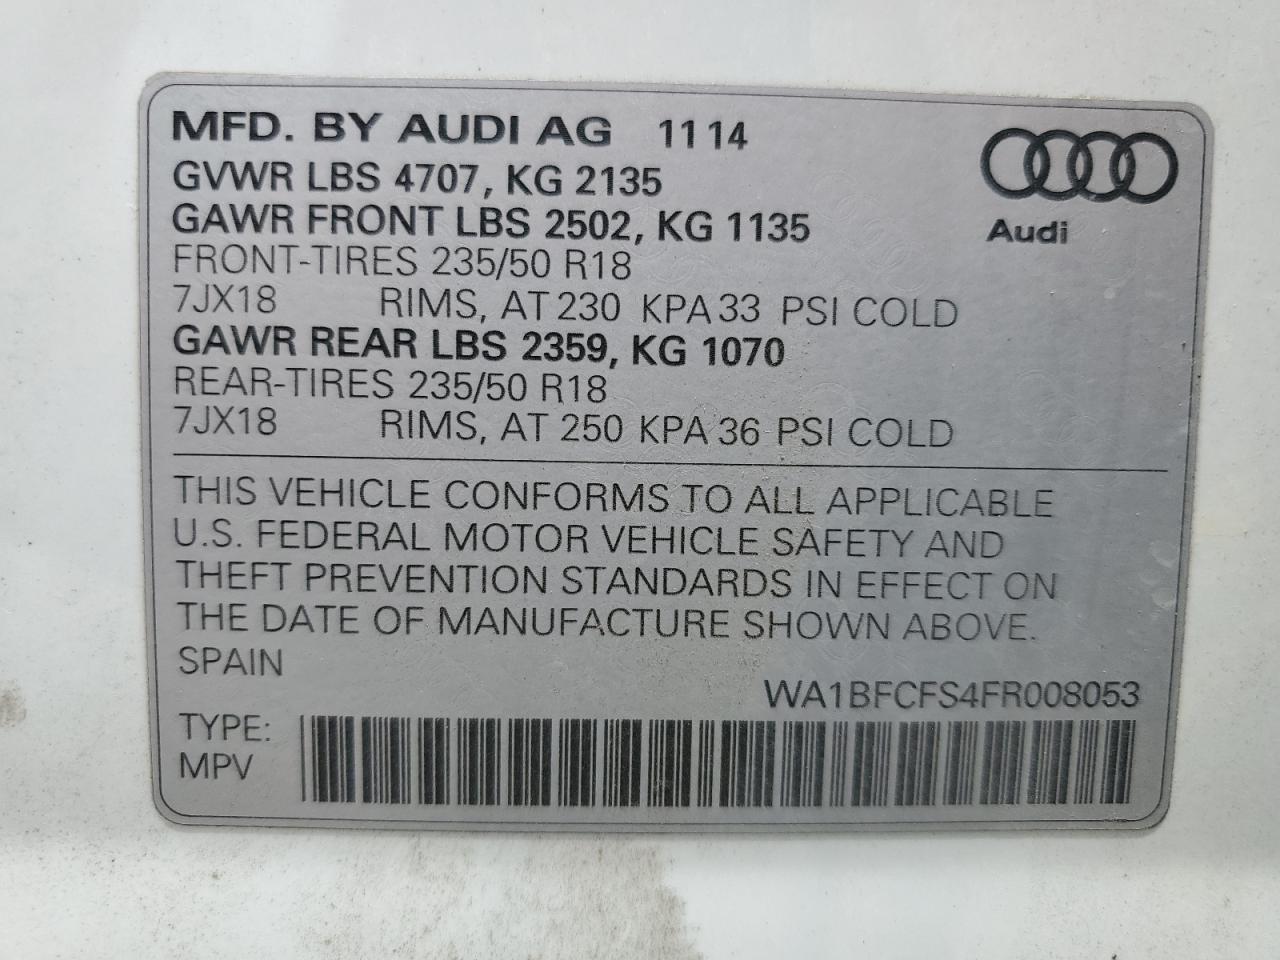 MFD. BY AUDI AG 11 14
GVWR LBS 4707, KG 2135
GAWR FRONT LBS 2502, KG 1135
Audi
FRONT-TIRES 235/50 R18
7JX18 RIMS, AT 230 KPA 33 PSI COLD
GAWR REAR LBS 2359, KG 1070
REAR-TIRES 235/50 R18
7JX18 RIMS, AT 250 KPA 36 PSI COLD
THIS VEHICLE CONFORMS TO ALL APPLICABLE
U.S. FEDERAL MOTOR VEHICLE SAFETY AND
THEFT PREVENTION STANDARDS IN EFFECT ON
THE DATE OF MANUFACTURE SHOWN ABOVE.
SPAIN
WA1BFCFS4FR008053
TYPE:
MPV